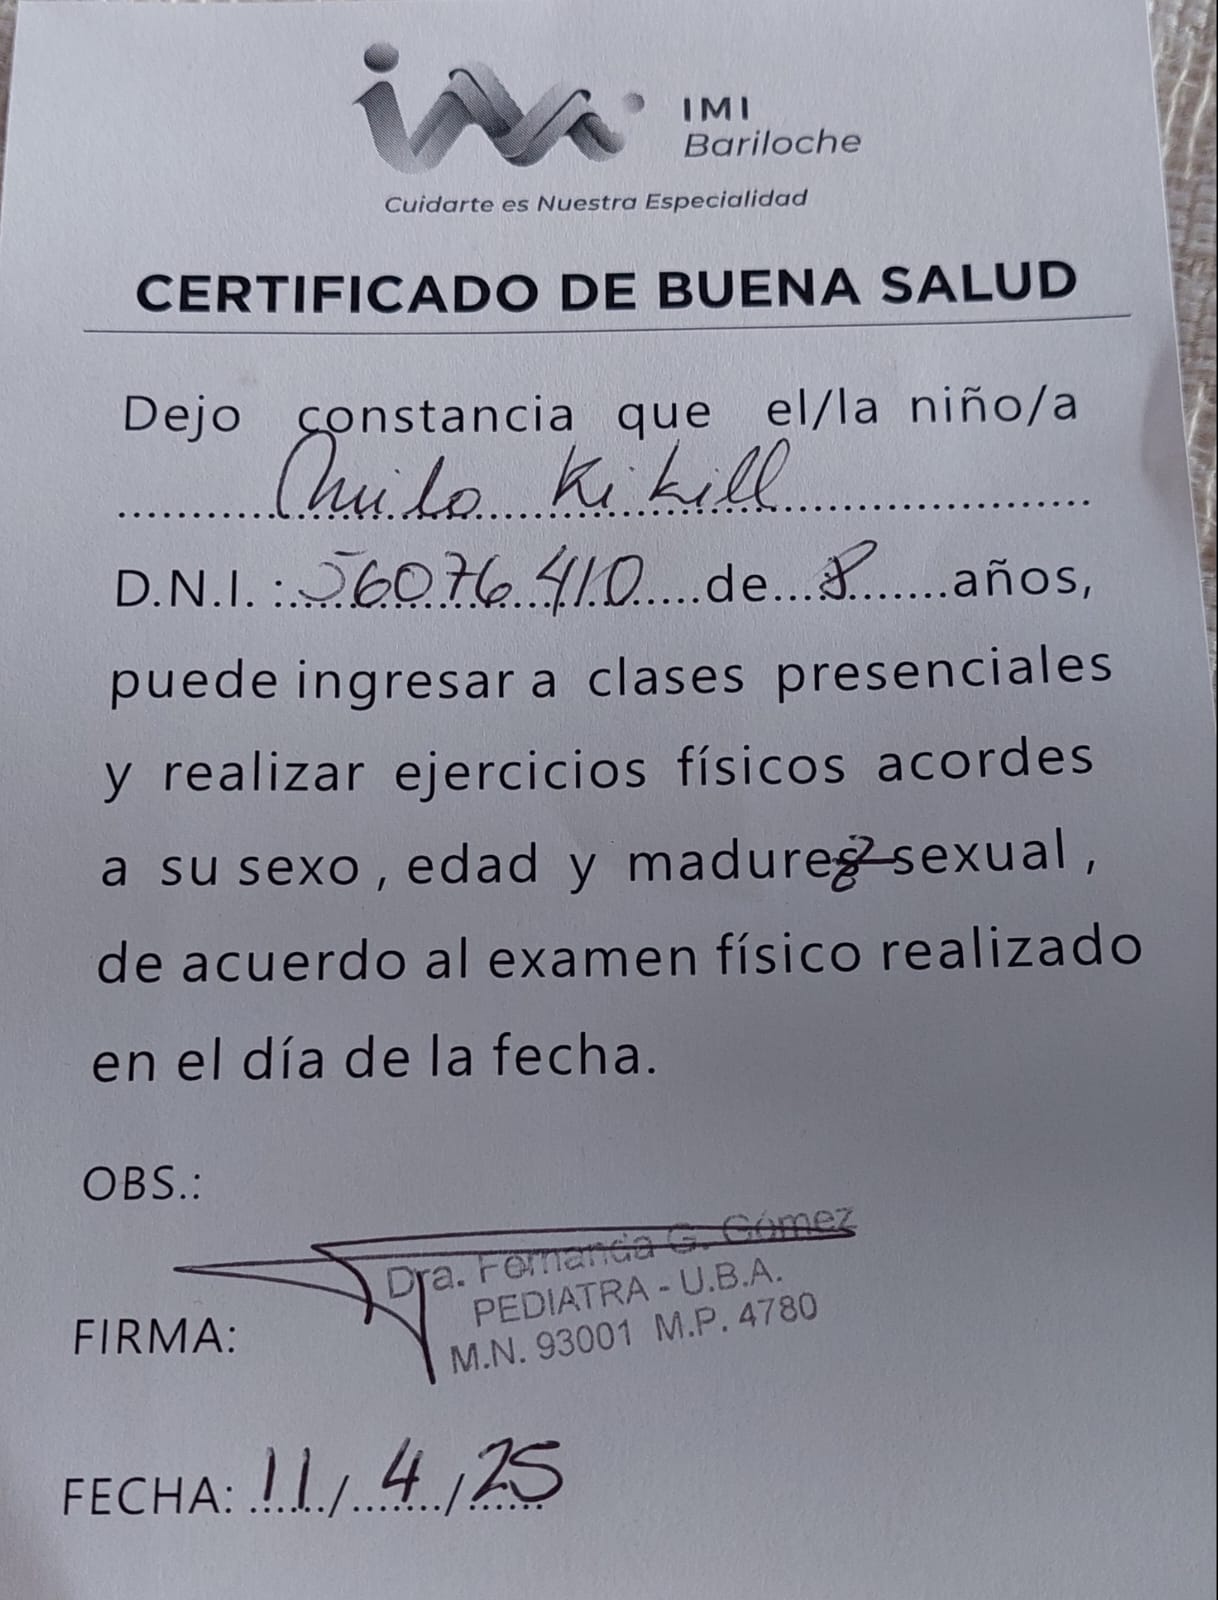 IMI
Bariloche
Cuidarte es Nuestra Especialidad
CERTIFICADO DE BUENA SALUD
Dejo constancia que el/la niño/a
Kikill
D.N.I. : 56076410 de 8 años,
puede ingresar a clases presenciales
y realizar ejercicios físicos acordes
a su sexo, edad y madurez sexual,
de acuerdo al examen físico realizado
en el día de la fecha.
OBS.:
Dra. Fernanda G. Gómez
PEDIATRA - U.B.A.
M.N. 93001 M.P. 4780
FIRMA:
FECHA: 11/4/25